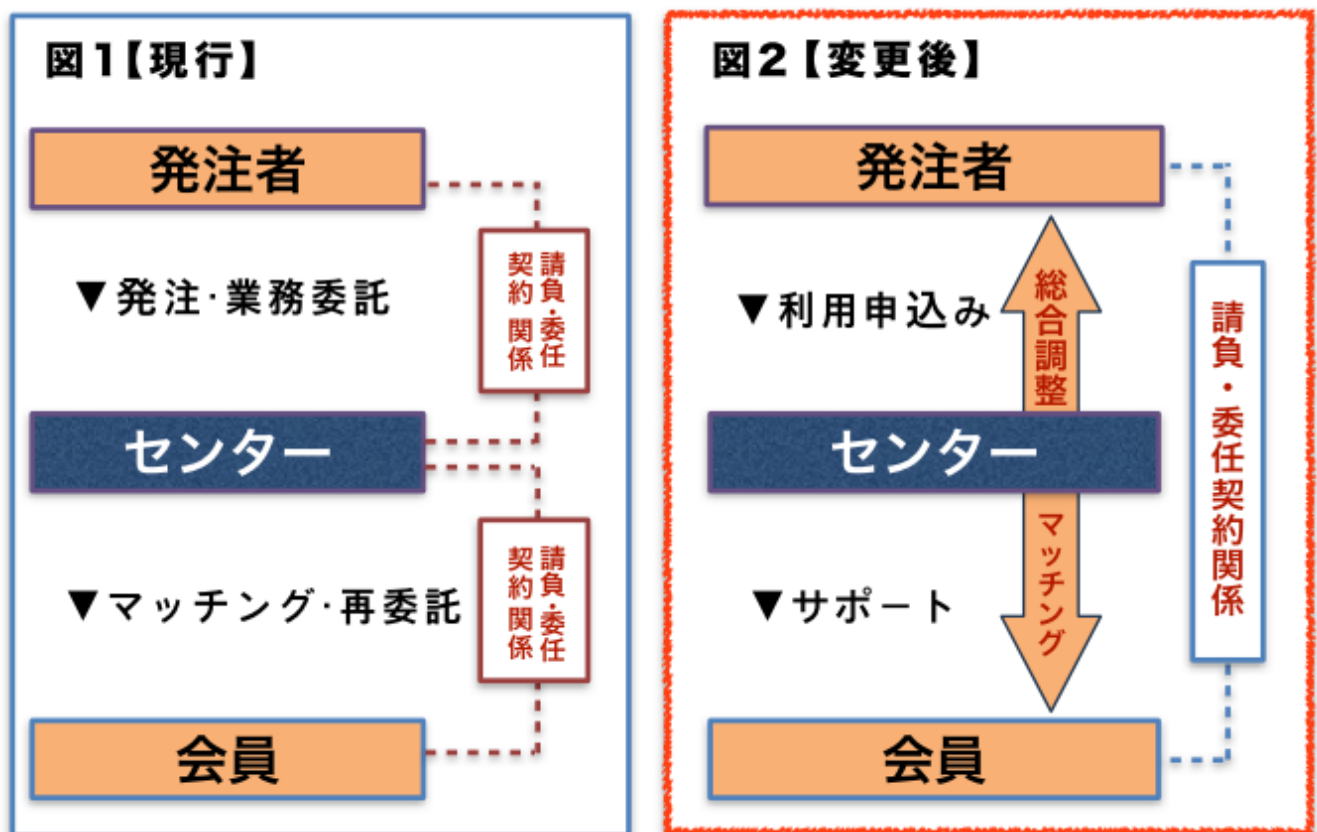 図1【現行】
発注者
▼発注・業務委託
請負・委任
契約関係
センター
▼マッチング・再委託
請負・委任
契約関係
会員
図2【変更後】
発注者
▼利用申込み
総合調整
請負・委任契約関係
センター
▼サポート
マッチング
会員